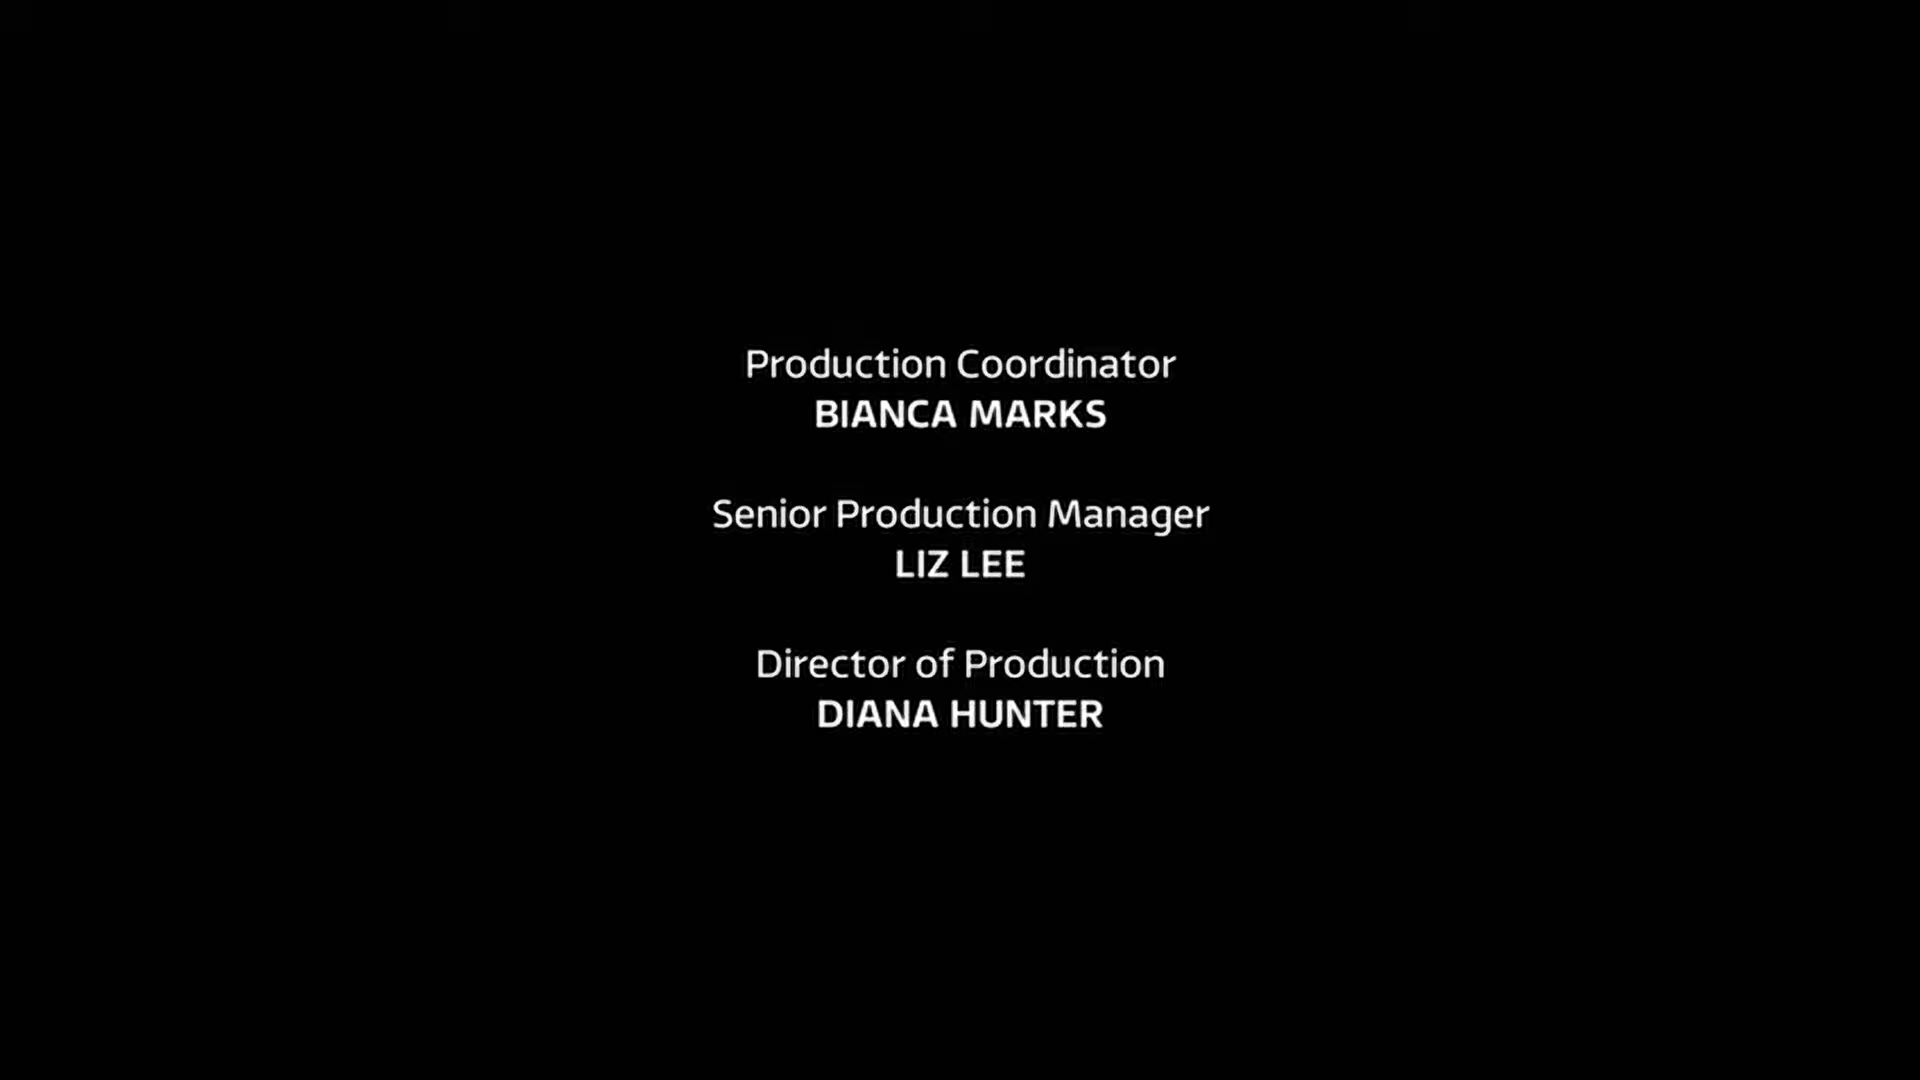 Production Coordinator
BIANCA MARKS
Senior Production Manager
LIZ LEE
Director of Production
DIANA HUNTER